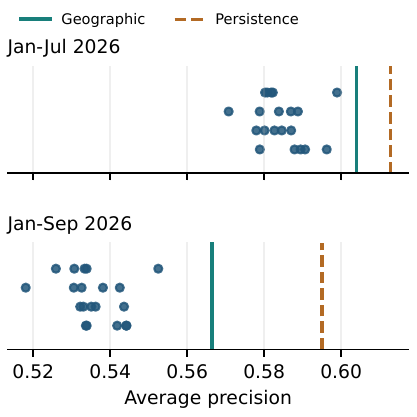 Geographic Persistence
Jan-Jul 2026
Jan-Sep 2026
0.52 0.54 0.56 0.58 0.60
Average precision